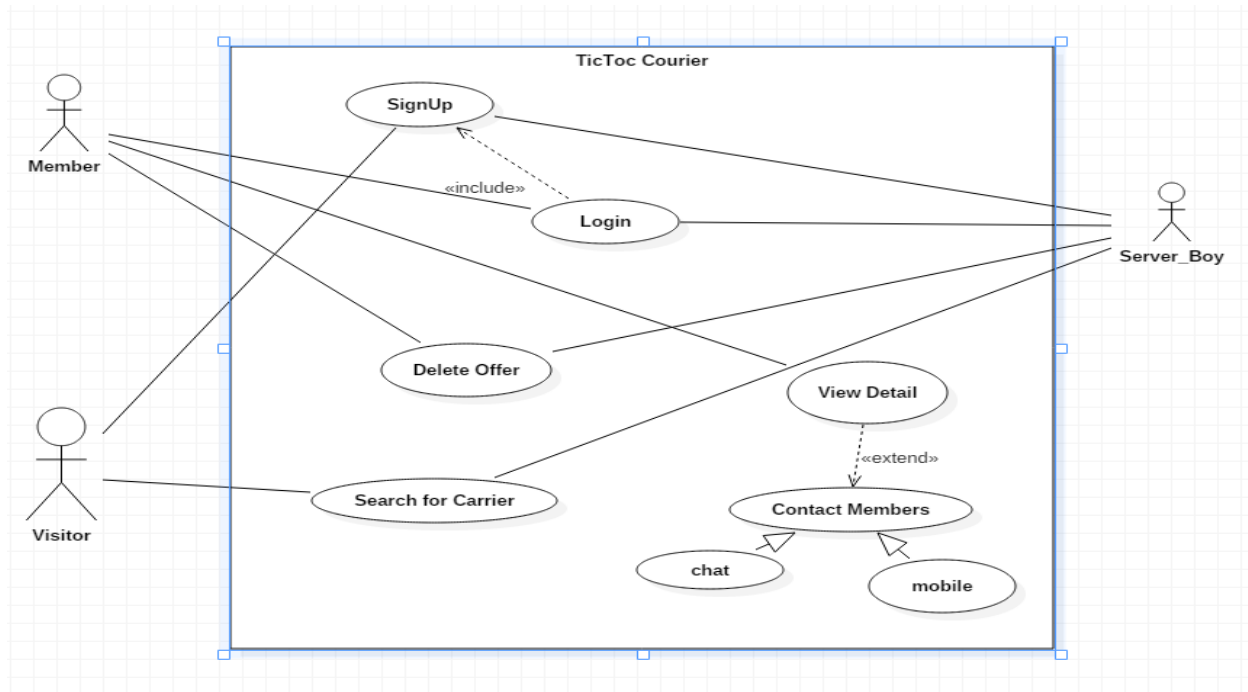 TicToc Courier
SignUp
Member
«include»
Login
Server_Boy
Delete Offer
View Detail
«extend»
Search for Carrier
Contact Members
Visitor
chat
mobile